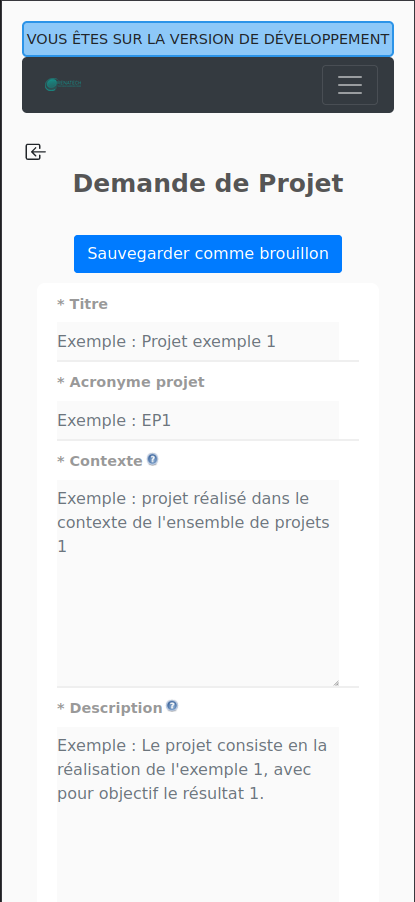 VOUS ÊTES SUR LA VERSION DE DÉVELOPPEMENT
Demande de Projet
Sauvegarder comme brouillon
* Titre
Exemple : Projet exemple 1
* Acronyme projet
Exemple : EP1
* Contexte ?
Exemple : projet réalisé dans le
contexte de l'ensemble de projets
1
* Description ?
Exemple : Le projet consiste en la
réalisation de l'exemple 1, avec
pour objectif le résultat 1.